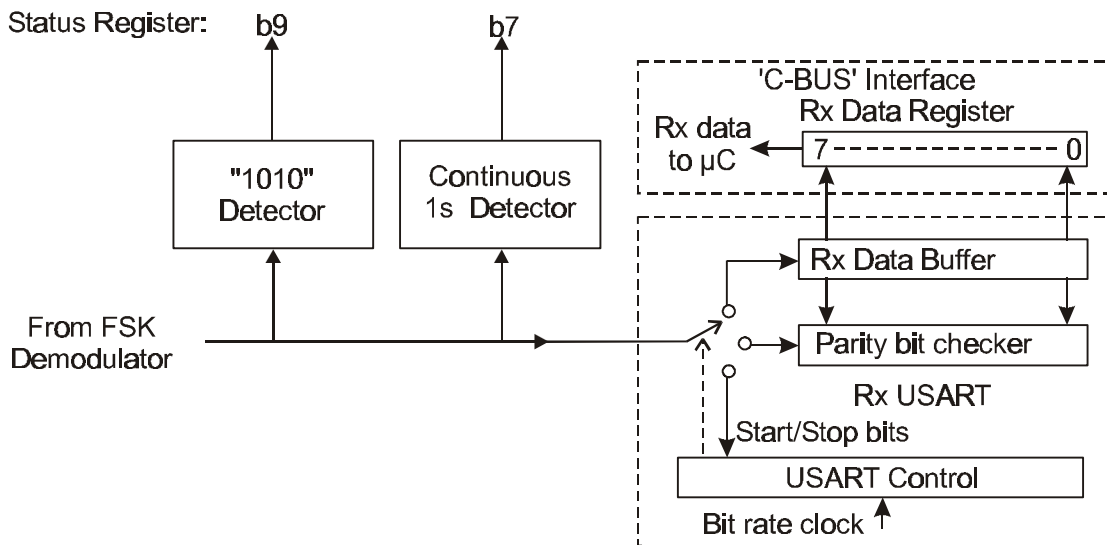 Status Register: b9 b7
'C-BUS' Interface
Rx Data Register
Rx data
to µC
7 0
"1010"
Detector
Continuous
1s Detector
Rx Data Buffer
From FSK
Demodulator
Parity bit checker
Rx USART
Start/Stop bits
USART Control
Bit rate clock